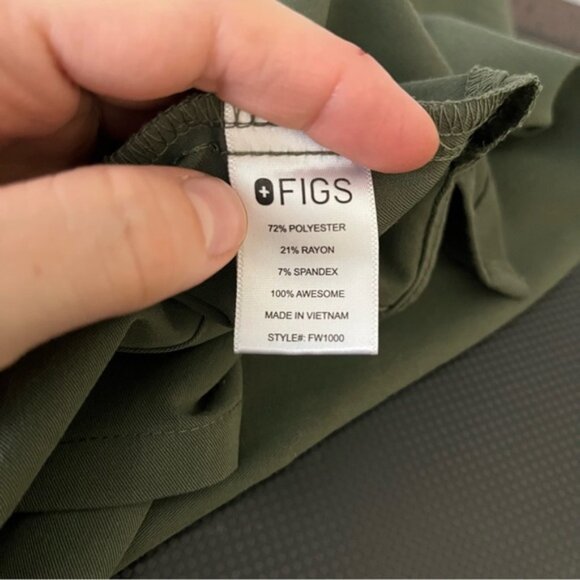 FIGS
72% POLYESTER
21% RAYON
7% SPANDEX
100% AWESOME
MADE IN VIETNAM
STYLE#: FW1000